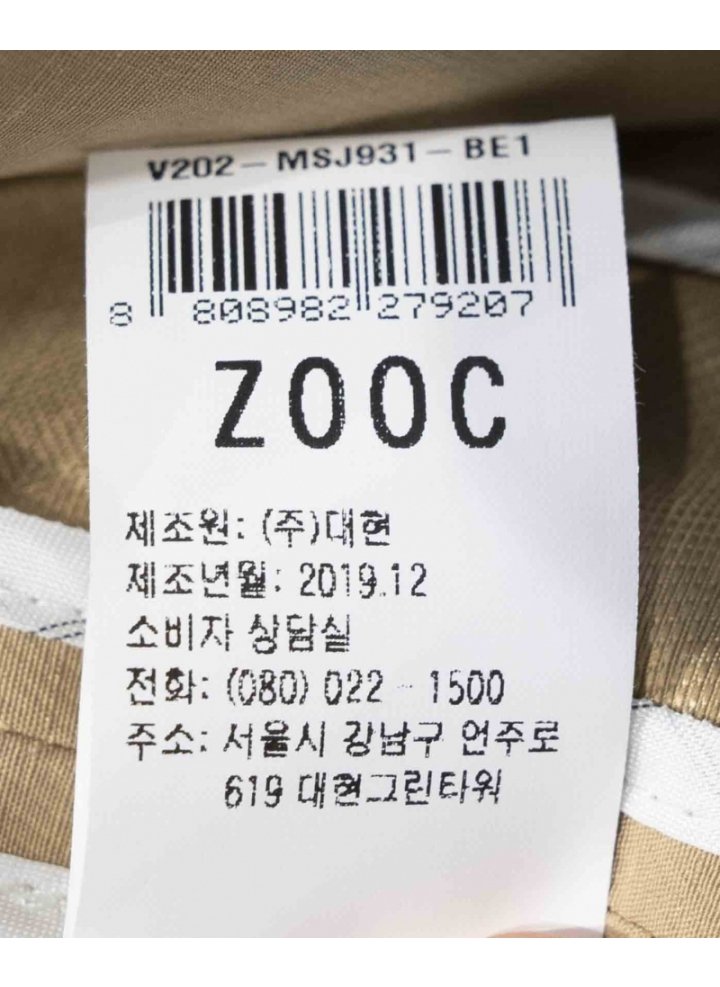 V202-MSJ931-BE1
8 808982 279207
ZOOC
제조원: (주)대현
제조년월: 2019.12
소비자 상담실
전화: (080) 022 - 1500
주소: 서울시 강남구 언주로
619 대현그린타워